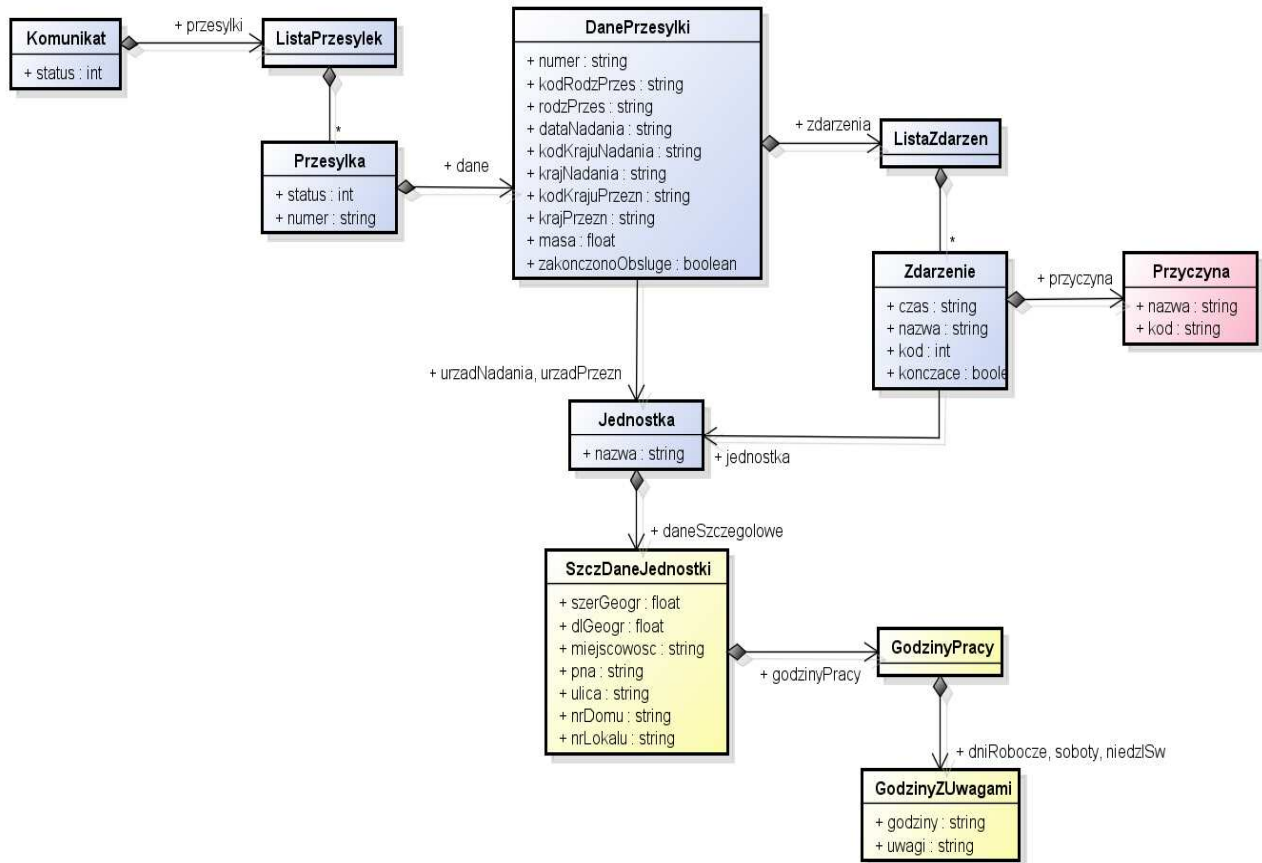 Komunikat
+ status : int
+ przesylki
ListaPrzesylek
*
Przesylka
+ status : int
+ numer : string
+ dane
DanePrzesylki
+ numer : string
+ kodRodzPrzes : string
+ rodzPrzes : string
+ dataNadania : string
+ kodKrajuNadania : string
+ krajNadania : string
+ kodKrajuPrzezn : string
+ krajPrzezn : string
+ masa : float
+ zakonczonoObsluge : boolean
+ zdarzenia
ListaZdarzen
*
Zdarzenie
+ czas : string
+ nazwa : string
+ kod : int
+ konczace : boole
+ przyczyna
Przyczyna
+ nazwa : string
+ kod : string
+ urzadNadania, urzadPrzezn
Jednostka
+ nazwa : string
+ jednostka
+ daneSzczegolowe
SzczDaneJednostki
+ szerGeogr : float
+ dlGeogr : float
+ miejscowosc : string
+ pna : string
+ ulica : string
+ nrDomu : string
+ nrLokalu : string
+ godzinyPracy
GodzinyPracy
+ dniRobocze, soboty, niedzISw
GodzinyZUwagami
+ godziny : string
+ uwagi : string